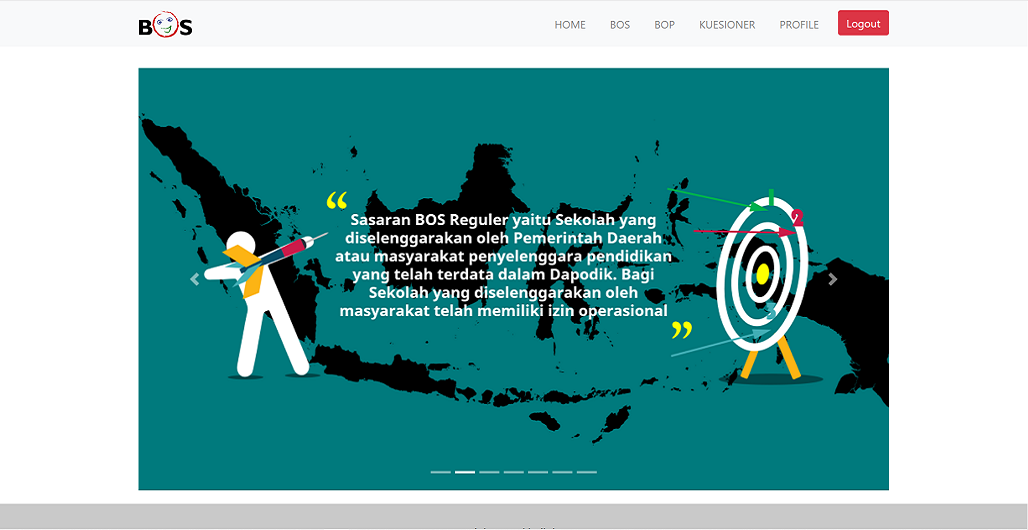 BOS
HOME BOS BOP KUESIONER PROFILE Logout
“
Sasaran BOS Reguler yaitu Sekolah yang
diselenggarakan oleh Pemerintah Daerah
atau masyarakat penyelenggara pendidikan
yang telah terdata dalam Dapodik. Bagi
Sekolah yang diselenggarakan oleh
masyarakat telah memiliki izin operasional
”
1
2
3